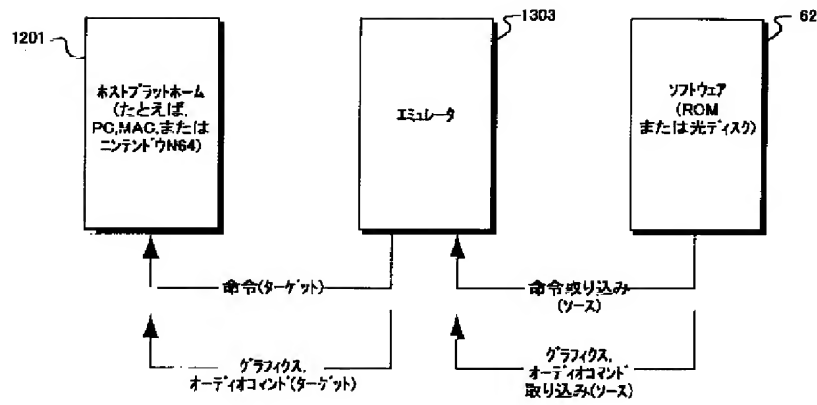 1201
1303
62
ホストプラットホーム
(たとえば,
PC,MAC,または
ニンテンドウN64)
エミュレータ
ソフトウェア
(ROM
または光ディスク)
命令(ターゲット)
命令取り込み
(ソース)
グラフィクス,
オーディオコマンド(ターゲット)
グラフィクス,
オーディオコマンド
取り込み(ソース)